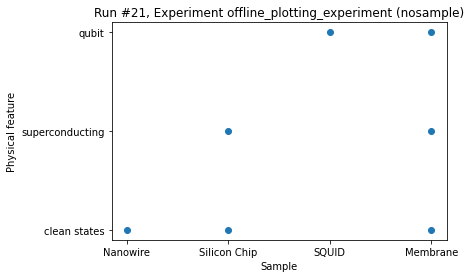 Run #21, Experiment offline_plotting_experiment (nosample)
qubit
superconducting
clean states
Physical feature
Nanowire Silicon Chip SQUID Membrane
Sample